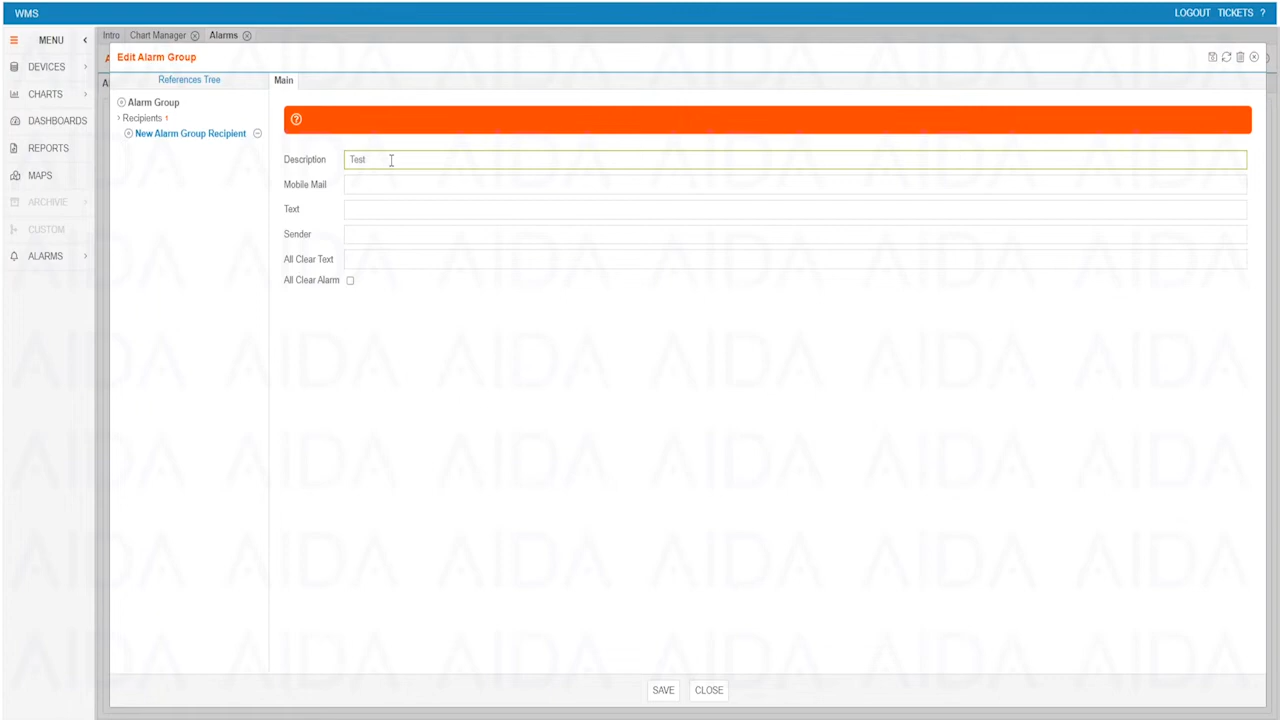 WMS
LOGOUT TICKETS ?
MENU
Intro Chart Manager Alarms
DEVICES
CHARTS
DASHBOARDS
REPORTS
MAPS
ARCHIVE
CUSTOM
ALARMS
Edit Alarm Group
References Tree
Main
Alarm Group
Recipients 1
New Alarm Group Recipient
Description Test
Mobile Mail
Text
Sender
All Clear Text
All Clear Alarm
SAVE CLOSE
AIDA